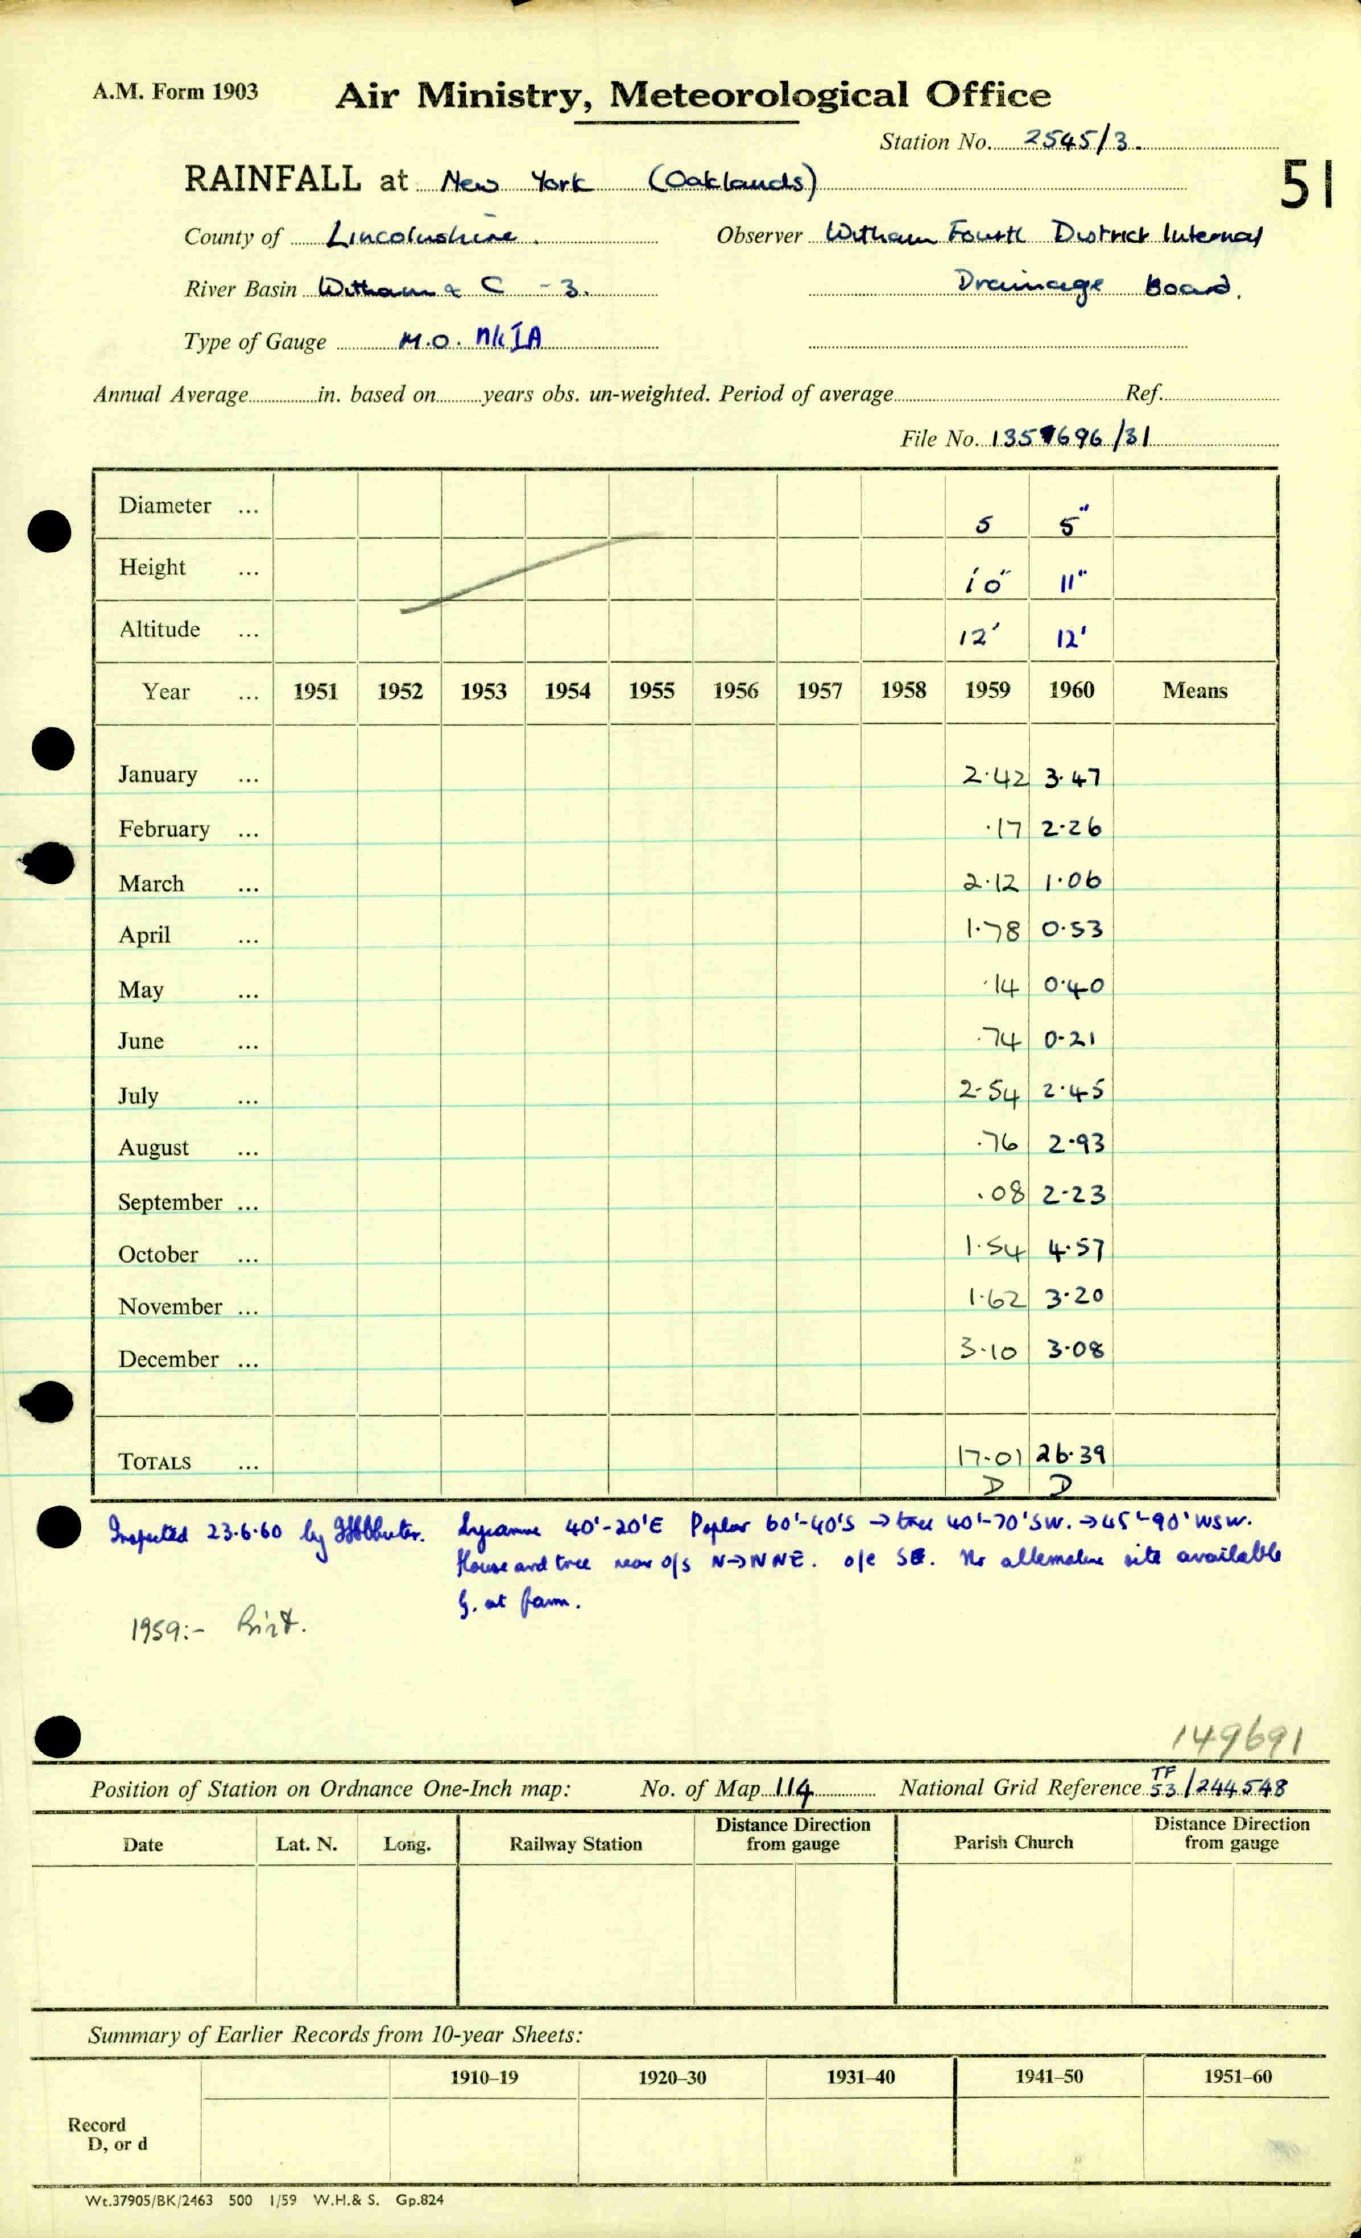 A.M. Form 1903 Air Ministry, Meteorological Office
Station No. 2545/3.
51
RAINFALL at New York (Oaklands)
County of Lincolnshire. Observer Witham Fourth District Internal
River Basin Witham & C - 3. Drainage Board.
Type of Gauge M.O. MkIA
Annual Average in. based on years obs. un-weighted. Period of average Ref.
File No. /31
Diameter ... 5 5"
Height ... 10" 11"
Altitude ... 12' 12'
Year ... 1951 1952 1953 1954 1955 1956 1957 1958 1959 1960 Means
January ... 2.42 3.47
February ... .17 2.26
March ... 2.12 1.06
April ... 1.78 0.53
May ... .14 0.40
June ... .74 0.21
July ... 2.54 2.45
August ... .76 2.93
September ... .08 2.23
October ... 1.54 4.57
November ... 1.62 3.20
December ... 3.10 3.08
TOTALS ... 17.01 26.39
D D
Inspected 23.6.60 by 40'-20'E Poplar 60'-40'S → tree 40'-70'SW. → 45'-90'WSW.
House and tree near o/s N→NNE. o/e SE. No alternative site available
G. at farm.
1959:-
149691
Position of Station on Ordnance One-Inch map: No. of Map 114 National Grid Reference TF 53/244548
Date Lat. N. Long. Railway Station Distance Direction from gauge Parish Church Distance Direction from gauge
Summary of Earlier Records from 10-year Sheets:
1910–19 1920–30 1931–40 1941–50 1951–60
Record
D, or d
Wt.37905/BK/2463 500 1/59 W.H.& S. Gp.824